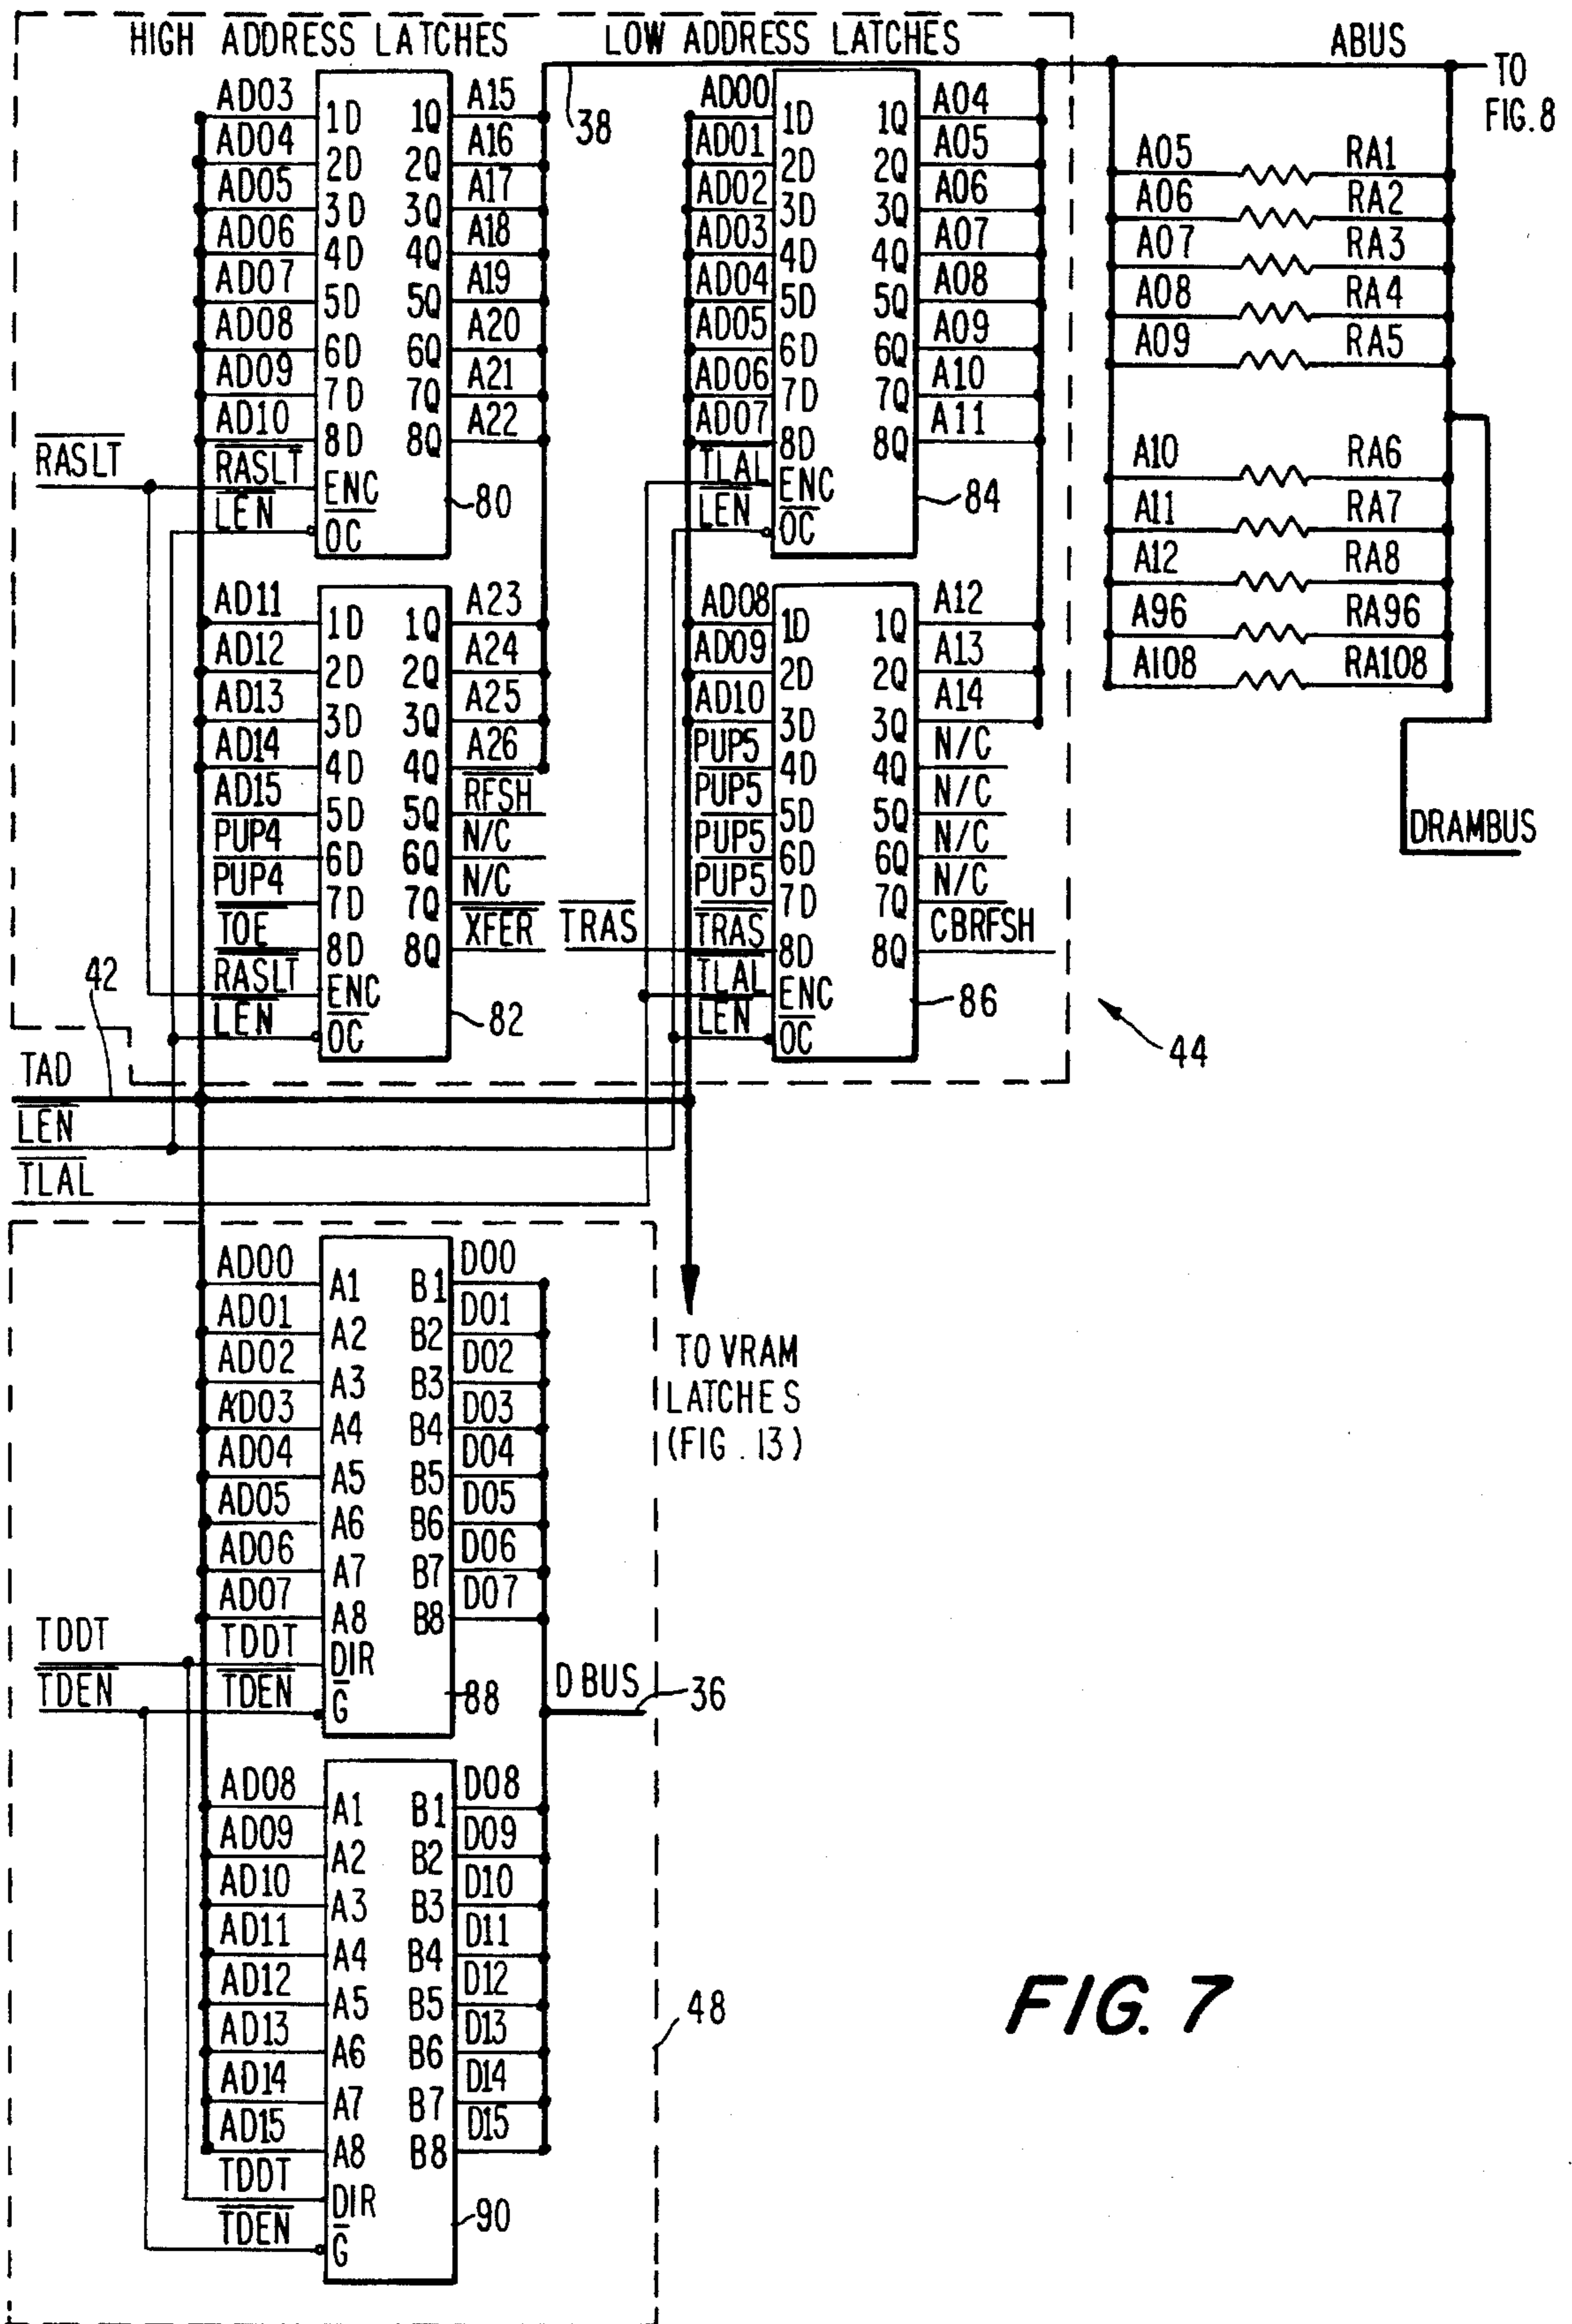 HIGH ADDRESS LATCHES LOW ADDRESS LATCHES ABUS
TO
FIG. 8
38
AD03 1D 1Q A15
AD04 2D 2Q A16
AD05 3D 3Q A17
AD06 4D 4Q A18
AD07 5D 5Q A19
AD08 6D 6Q A20
AD09 7D 7Q A21
AD10 8D 8Q A22
RASLT RASLT ENC
LEN OC
80
AD00 1D 1Q A04
AD01 2D 2Q A05
AD02 3D 3Q A06
AD03 4D 4Q A07
AD04 5D 5Q A08
AD05 6D 6Q A09
AD06 7D 7Q A10
AD07 8D 8Q A11
TLAL ENC
LEN OC
84
A05 RA1
A06 RA2
A07 RA3
A08 RA4
A09 RA5
A10 RA6
A11 RA7
A12 RA8
A96 RA96
A108 RA108
DRAMBUS
AD11 1D 1Q A23
AD12 2D 2Q A24
AD13 3D 3Q A25
AD14 4D 4Q A26
AD15 5D 5Q RFSH
PUP4 6D 6Q N/C
PUP4 7D 7Q N/C
TOE 8D 8Q XFER
RASLT ENC
LEN OC
82
AD08 1D 1Q A12
AD09 2D 2Q A13
AD10 3D 3Q A14
PUP5 4D 4Q N/C
PUP5 5D 5Q N/C
PUP5 6D 6Q N/C
PUP5 7D 7Q N/C
TRAS TRAS 8D 8Q CBRFSH
TLAL ENC
LEN OC
86
44
42
TAD
LEN
TLAL
AD00 A1 B1 D00
AD01 A2 B2 D01
AD02 A3 B3 D02
AD03 A4 B4 D03
AD04 A5 B5 D04
AD05 A6 B6 D05
AD06 A7 B7 D06
AD07 A8 B8 D07
TDDT TDDT DIR
TDEN TDEN G
88
TO VRAM
LATCHES
(FIG. 13)
D BUS 36
AD08 A1 B1 D08
AD09 A2 B2 D09
AD10 A3 B3 D10
AD11 A4 B4 D11
AD12 A5 B5 D12
AD13 A6 B6 D13
AD14 A7 B7 D14
AD15 A8 B8 D15
TDDT DIR
TDEN G
90
48
FIG. 7